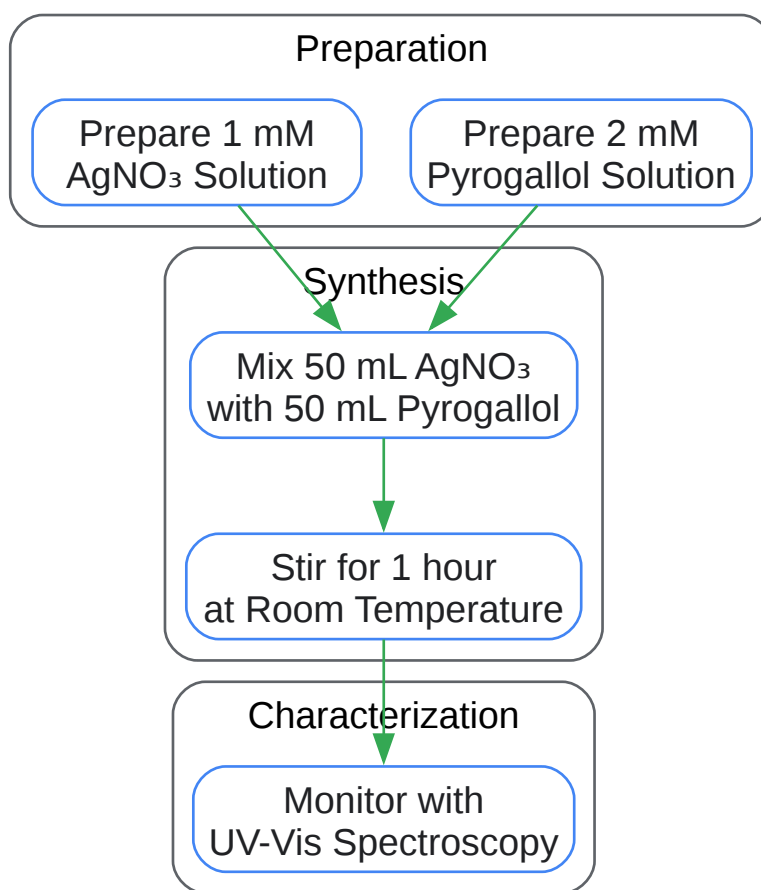 Preparation
Prepare 1 mM
AgNO₃ Solution
Prepare 2 mM
Pyrogallol Solution
Synthesis
Mix 50 mL AgNO₃
with 50 mL Pyrogallol
Stir for 1 hour
at Room Temperature
Characterization
Monitor with
UV-Vis Spectroscopy